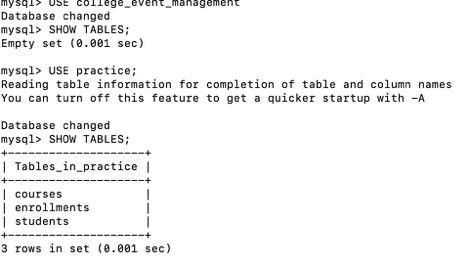 mysql> USE college_event_management
Database changed
mysql> SHOW TABLES;
Empty set (0.001 sec)

mysql> USE practice;
Reading table information for completion of table and column names
You can turn off this feature to get a quicker startup with -A

Database changed
mysql> SHOW TABLES;
+--------------------+
| Tables_in_practice |
+--------------------+
| courses            |
| enrollments        |
| students           |
+--------------------+
3 rows in set (0.001 sec)